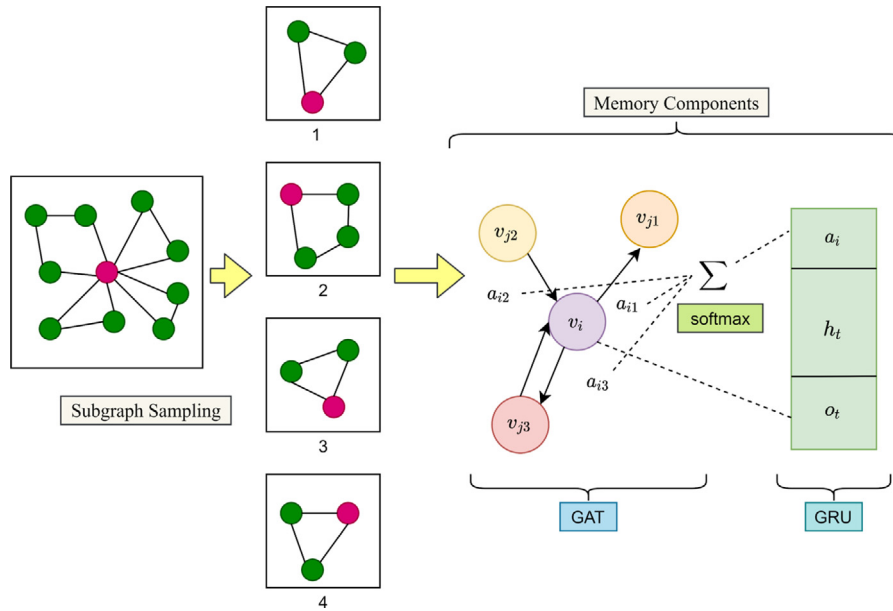 1
Memory Components
v_{j2}
v_{j1}
a_i
2
a_{i2}
a_{i1}
∑
v_i
softmax
h_t
a_{i3}
Subgraph Sampling
v_{j3}
o_t
3
GAT
GRU
4